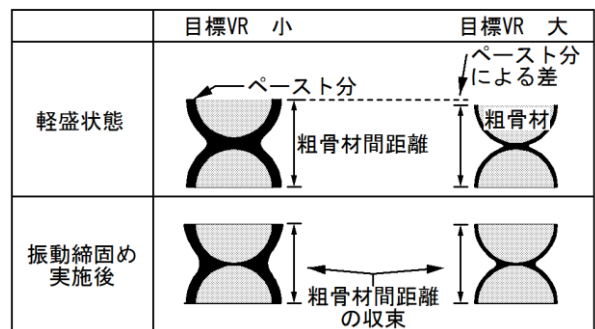 目標VR 小
目標VR 大
軽盛状態
ペースト分
粗骨材間距離
ペースト分
による差
粗骨材
振動締固め
実施後
粗骨材間距離
の収束